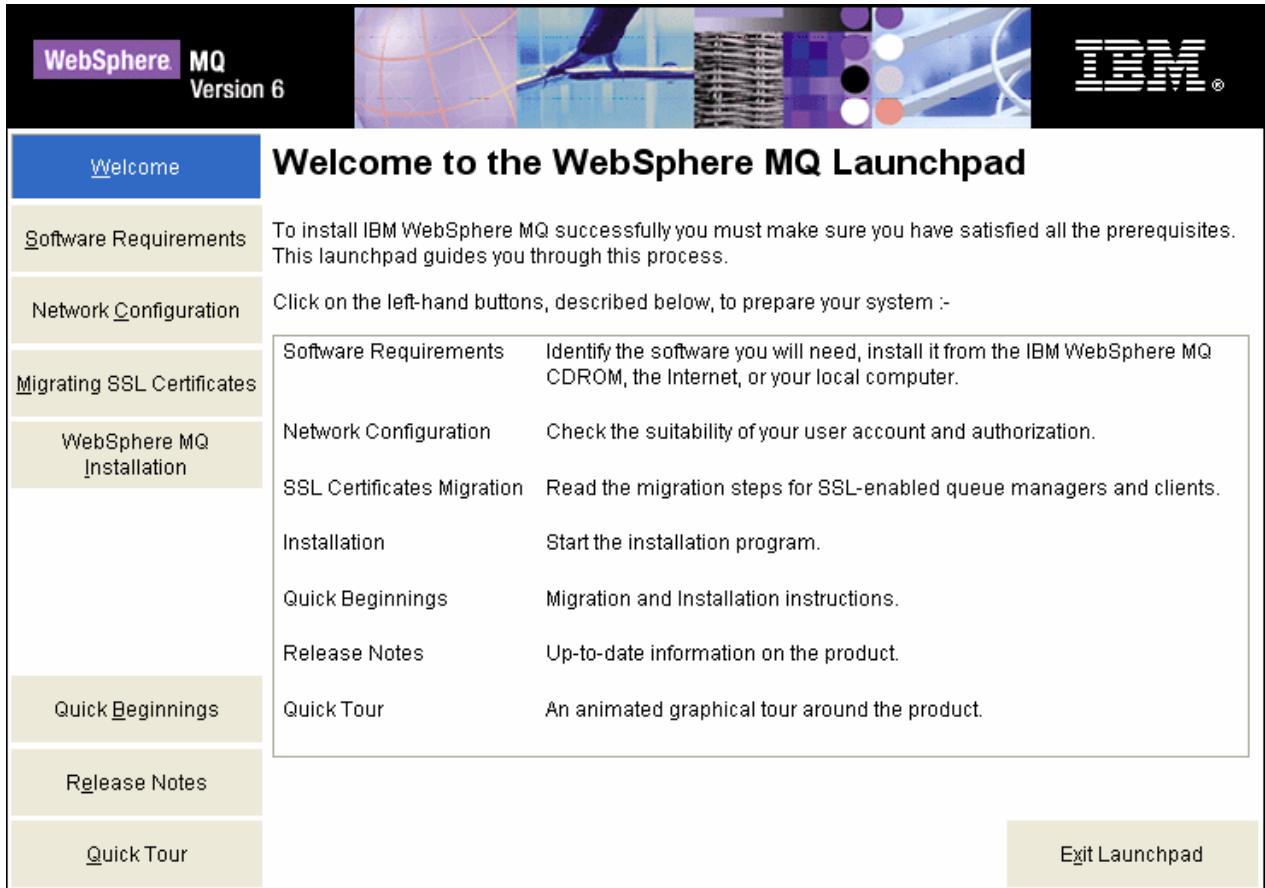 WebSphere MQ
Version 6
IBM®
Welcome
Software Requirements
Network Configuration
Migrating SSL Certificates
WebSphere MQ
Installation
Quick Beginnings
Release Notes
Quick Tour
Welcome to the WebSphere MQ Launchpad
To install IBM WebSphere MQ successfully you must make sure you have satisfied all the prerequisites.
This launchpad guides you through this process.
Click on the left-hand buttons, described below, to prepare your system :-
Software Requirements Identify the software you will need, install it from the IBM WebSphere MQ
CDROM, the Internet, or your local computer.
Network Configuration Check the suitability of your user account and authorization.
SSL Certificates Migration Read the migration steps for SSL-enabled queue managers and clients.
Installation Start the installation program.
Quick Beginnings Migration and Installation instructions.
Release Notes Up-to-date information on the product.
Quick Tour An animated graphical tour around the product.
Exit Launchpad